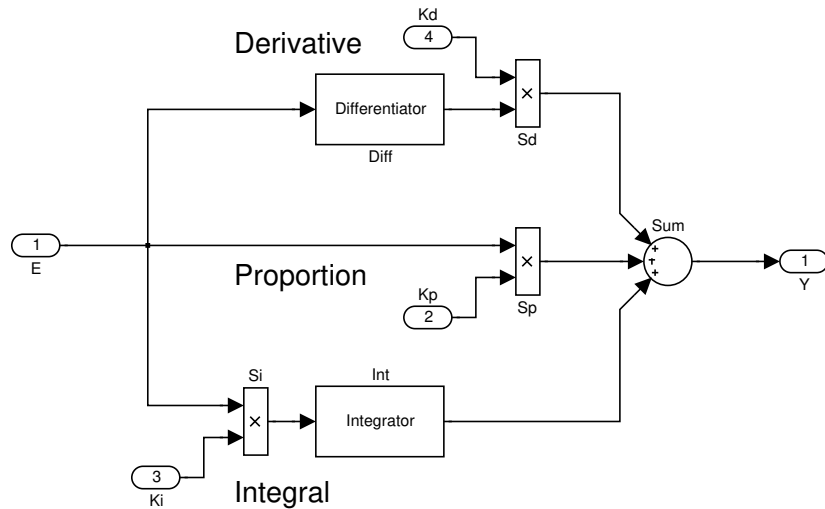 Kd
4
Derivative
×
Differentiator
Sd
Diff
Sum
1
E
+
+
+
1
Y
×
Proportion
Kp
2
Sp
Si
Int
×
Integrator
3
Ki
Integral